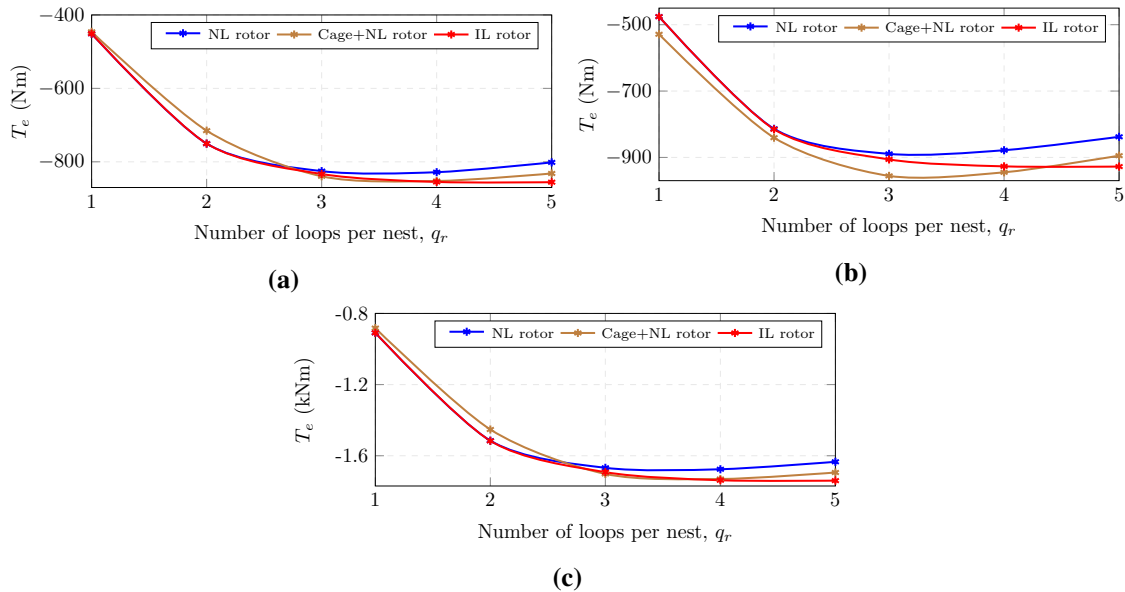 −400
−600
−800
T_e (Nm)
NL rotor Cage+NL rotor IL rotor
1 2 3 4 5
Number of loops per nest, q_r
(a)
−500
−700
−900
T_e (Nm)
NL rotor Cage+NL rotor IL rotor
1 2 3 4 5
Number of loops per nest, q_r
(b)
-0.8
-1.2
-1.6
T_e (kNm)
NL rotor Cage+NL rotor IL rotor
1 2 3 4 5
Number of loops per nest, q_r
(c)